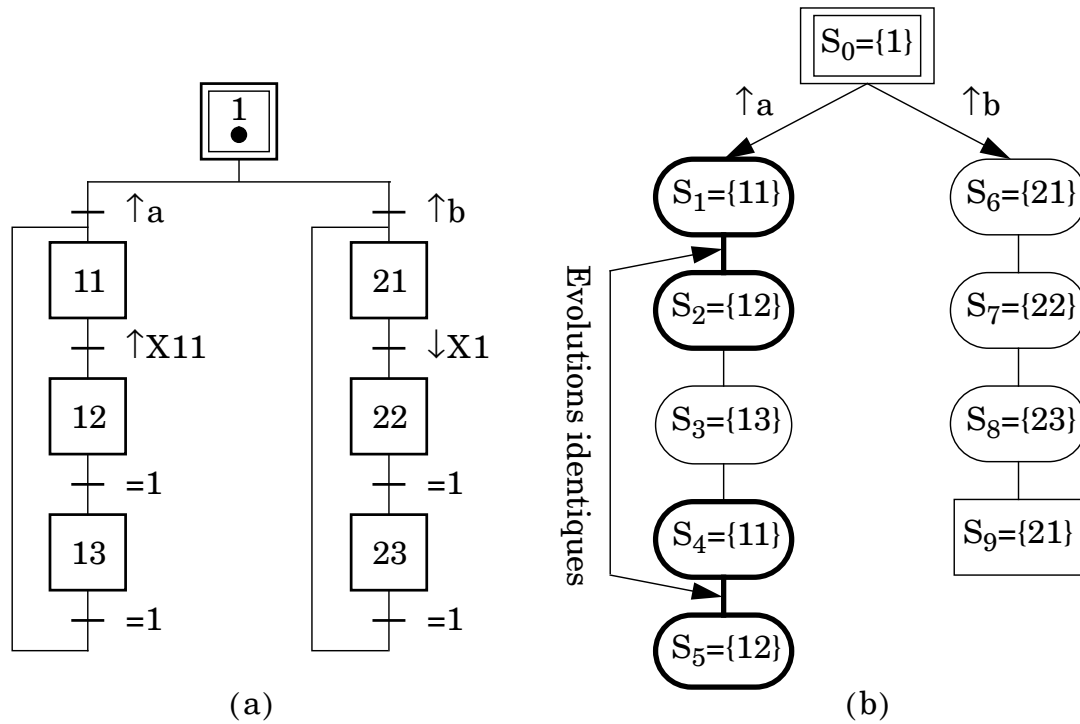 1
↑a
↑b
11
21
↑X11
↓X1
12
22
=1
=1
13
23
=1
=1
(a)
S0={1}
↑a
↑b
S1={11}
S6={21}
Evolutions identiques
S2={12}
S7={22}
S3={13}
S8={23}
S4={11}
S9={21}
S5={12}
(b)